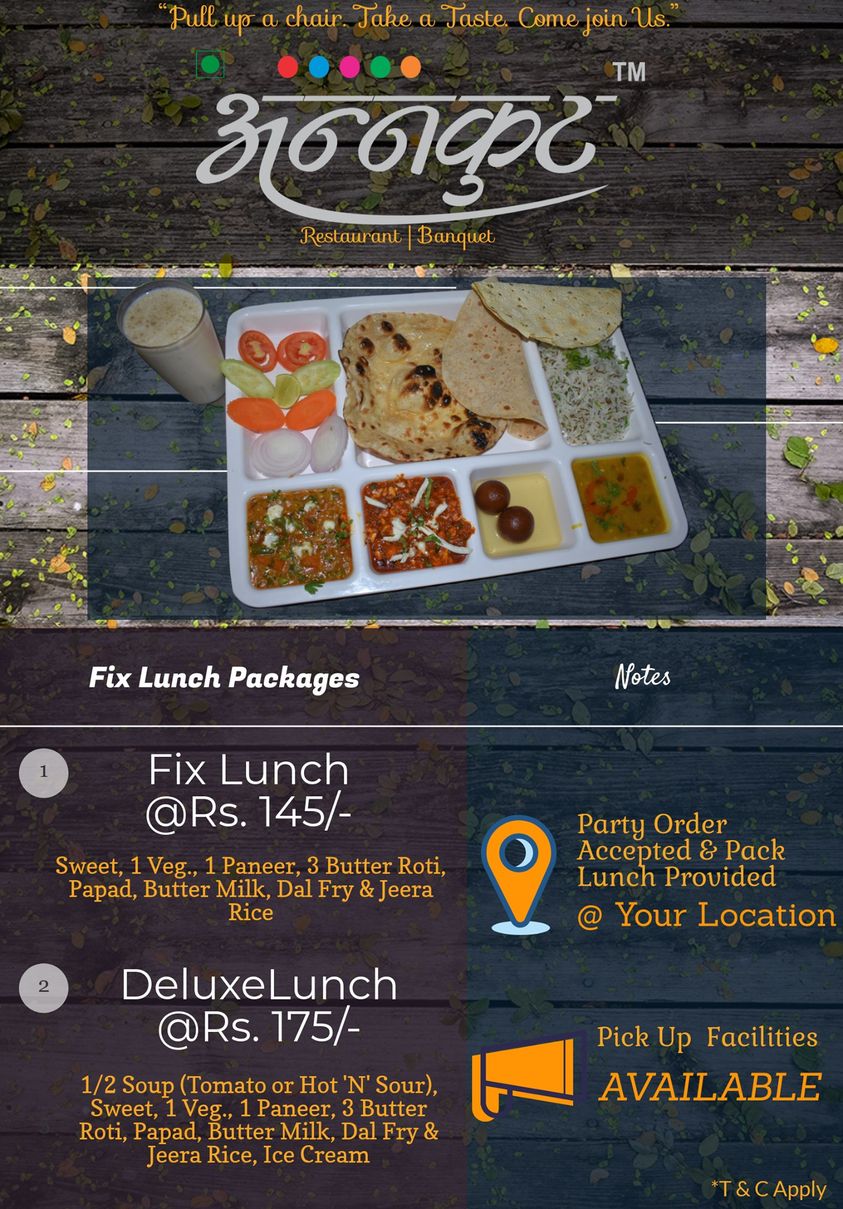 “Pull up a chair. Take a Taste. Come join Us.”
TM
अन्नकुट
Restaurant | Banquet
Fix Lunch Packages
Notes
1
Fix Lunch
@Rs. 145/-
Sweet, 1 Veg., 1 Paneer, 3 Butter Roti,
Papad, Butter Milk, Dal Fry & Jeera
Rice
Party Order
Accepted & Pack
Lunch Provided
@ Your Location
2
DeluxeLunch
@Rs. 175/-
1/2 Soup (Tomato or Hot 'N' Sour),
Sweet, 1 Veg., 1 Paneer, 3 Butter
Roti, Papad, Butter Milk, Dal Fry &
Jeera Rice, Ice Cream
Pick Up Facilities
AVAILABLE
*T & C Apply